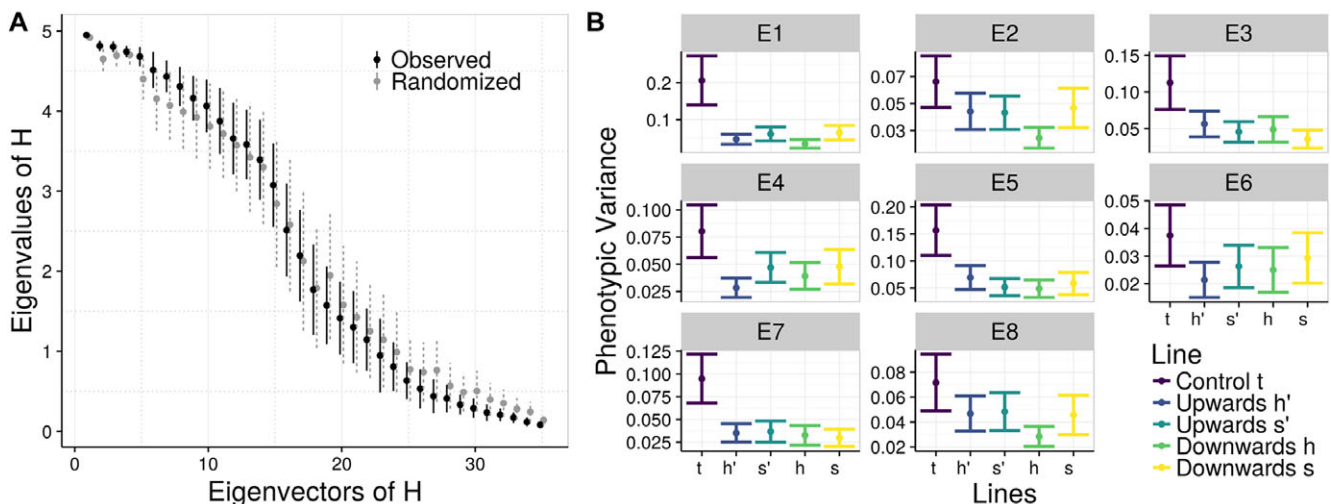 A
Eigenvalues of H
5
4
3
2
1
0
Observed
Randomized
0 10 20 30
Eigenvectors of H
B
Phenotypic Variance
E1
0.2
0.1
E2
0.07
0.05
0.03
E3
0.15
0.10
0.05
E4
0.100
0.075
0.050
0.025
E5
0.20
0.15
0.10
0.05
E6
0.05
0.04
0.03
0.02
t h' s' h s
E7
0.125
0.100
0.075
0.050
0.025
t h' s' h s
E8
0.08
0.06
0.04
0.02
t h' s' h s
Lines
Line
Control t
Upwards h'
Upwards s'
Downwards h
Downwards s